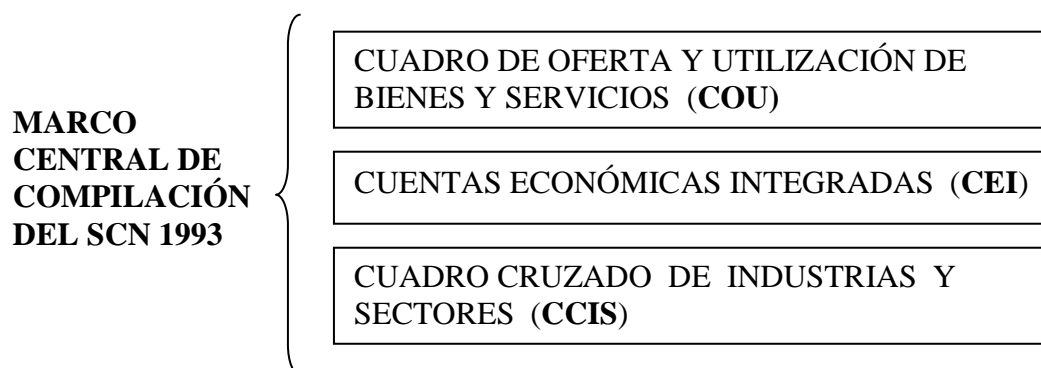 MARCO
CENTRAL DE
COMPILACIÓN
DEL SCN 1993
CUADRO DE OFERTA Y UTILIZACIÓN DE
BIENES Y SERVICIOS (COU)
CUENTAS ECONÓMICAS INTEGRADAS (CEI)
CUADRO CRUZADO DE INDUSTRIAS Y
SECTORES (CCIS)